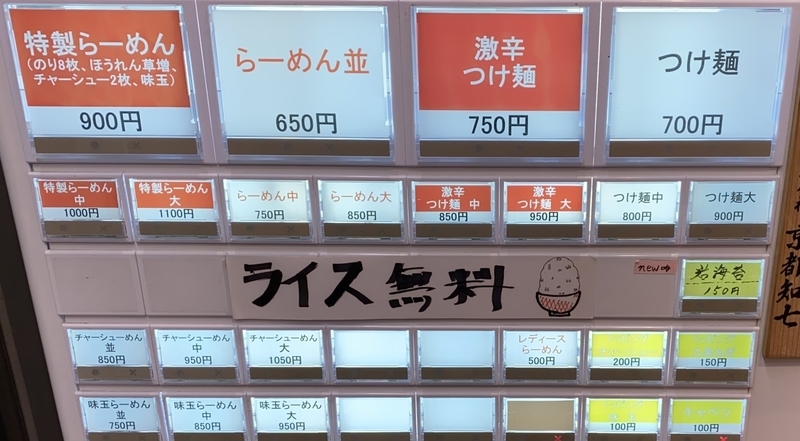 特製らーめん
(のり8枚、ほうれん草増、
チャーシュー2枚、味玉)
900円
らーめん並
650円
激辛
つけ麺
750円
つけ麺
700円
特製らーめん
中
1000円
特製らーめん
大
1100円
らーめん中
750円
らーめん大
850円
激辛
つけ麺 中
850円
激辛
つけ麺 大
950円
つけ麺中
800円
つけ麺大
900円
ライス無料
new
岩海苔
150円
チャーシューめん
並
850円
チャーシューめん
中
950円
チャーシューめん
大
1050円
レディース
らーめん
500円
200円
150円
味玉らーめん
並
750円
味玉らーめん
中
850円
味玉らーめん
大
950円
100円
キャベツ
100円
京都知七